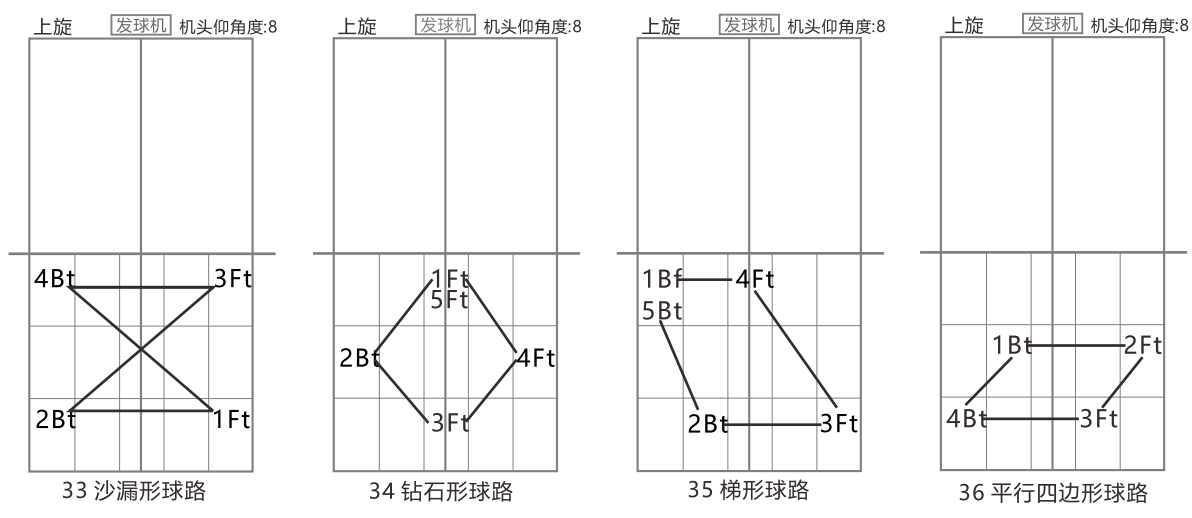 上旋 发球机 机头仰角度:8
4Bt 3Ft
2Bt 1Ft
33 沙漏形球路
上旋 发球机 机头仰角度:8
1Ft
5Ft
2Bt 4Ft
3Ft
34 钻石形球路
上旋 发球机 机头仰角度:8
1Bf 4Ft
5Bt
2Bt 3Ft
35 梯形球路
上旋 发球机 机头仰角度:8
1Bt 2Ft
4Bt 3Ft
36 平行四边形球路